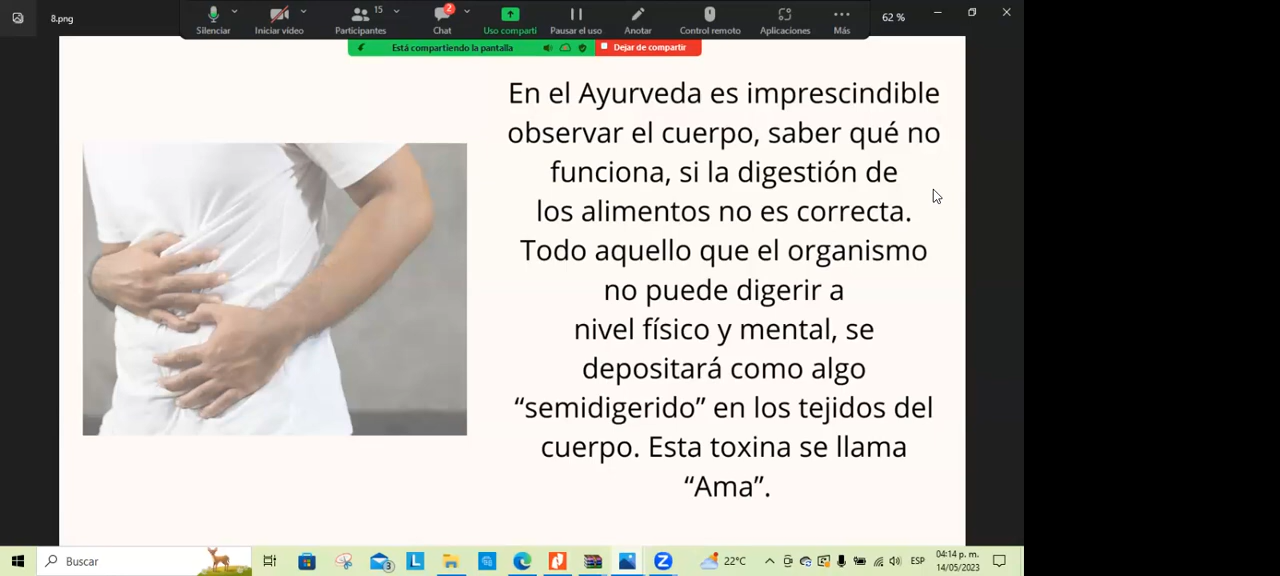 8.png
Silenciar
Iniciar video
15
Participantes
2
Chat
Uso comparti
Pausar el uso
Anotar
Control remoto
Aplicaciones
Más
62 %
Está compartiendo la pantalla
Dejar de compartir
En el Ayurveda es imprescindible
observar el cuerpo, saber qué no
funciona, si la digestión de
los alimentos no es correcta.
Todo aquello que el organismo
no puede digerir a
nivel físico y mental, se
depositará como algo
“semidigerido” en los tejidos del
cuerpo. Esta toxina se llama
“Ama”.
Buscar
3
L
Z
22°C
ESP
04:14 p. m.
14/05/2023